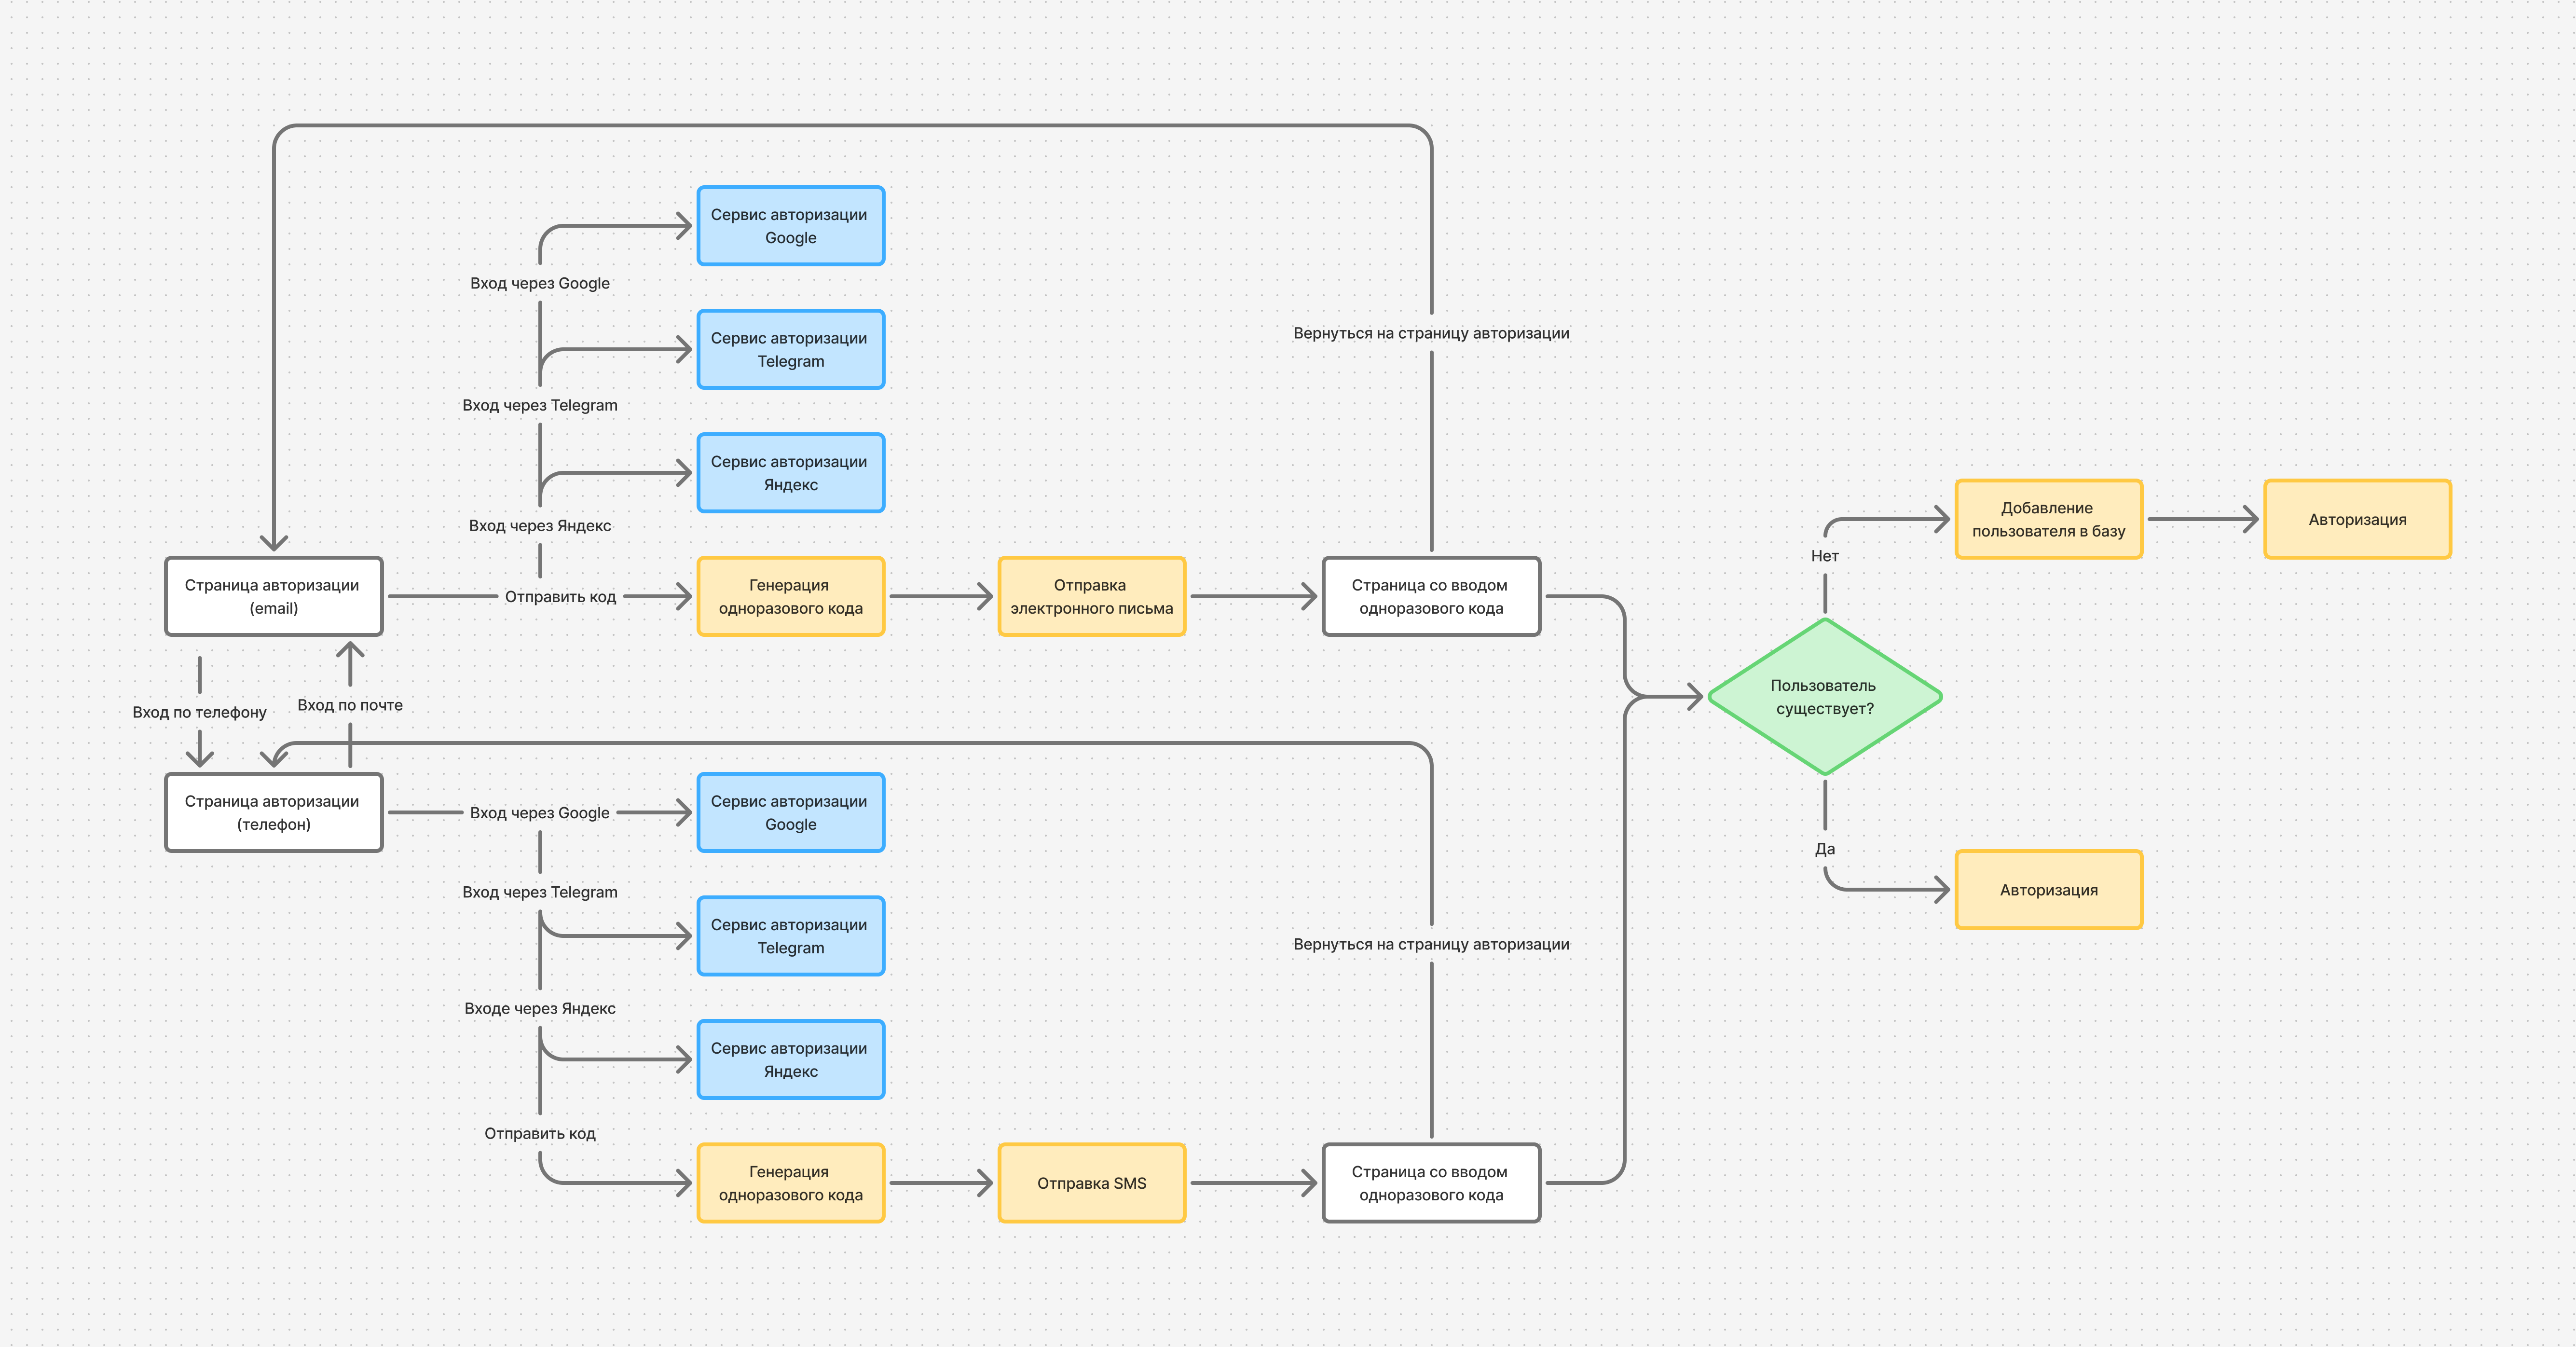 Сервис авторизации
Google
Вход через Google
Сервис авторизации
Telegram
Вернуться на страницу авторизации
Вход через Telegram
Сервис авторизации
Яндекс
Вход через Яндекс
Страница авторизации
(email)
Отправить код
Генерация
одноразового кода
Отправка
электронного письма
Страница со вводом
одноразового кода
Добавление
пользователя в базу
Авторизация
Нет
Пользователь
существует?
Да
Авторизация
Вход по телефону
Вход по почте
Страница авторизации
(телефон)
Вход через Google
Сервис авторизации
Google
Вход через Telegram
Сервис авторизации
Telegram
Вернуться на страницу авторизации
Входе через Яндекс
Сервис авторизации
Яндекс
Отправить код
Генерация
одноразового кода
Отправка SMS
Страница со вводом
одноразового кода